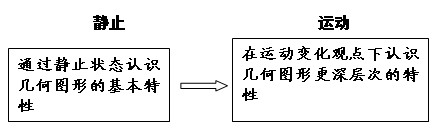 静止
运动
通过静止状态认识
几何图形的基本特
性
在运动变化观点下认识
几何图形更深层次的特
性